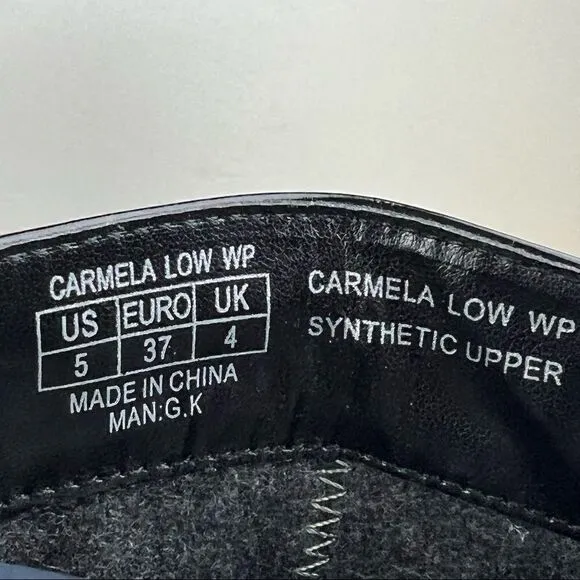 CARMELA LOW WP
US EURO UK
5 37 4
MADE IN CHINA
MAN:G.K
CARMELA LOW WP
SYNTHETIC UPPER